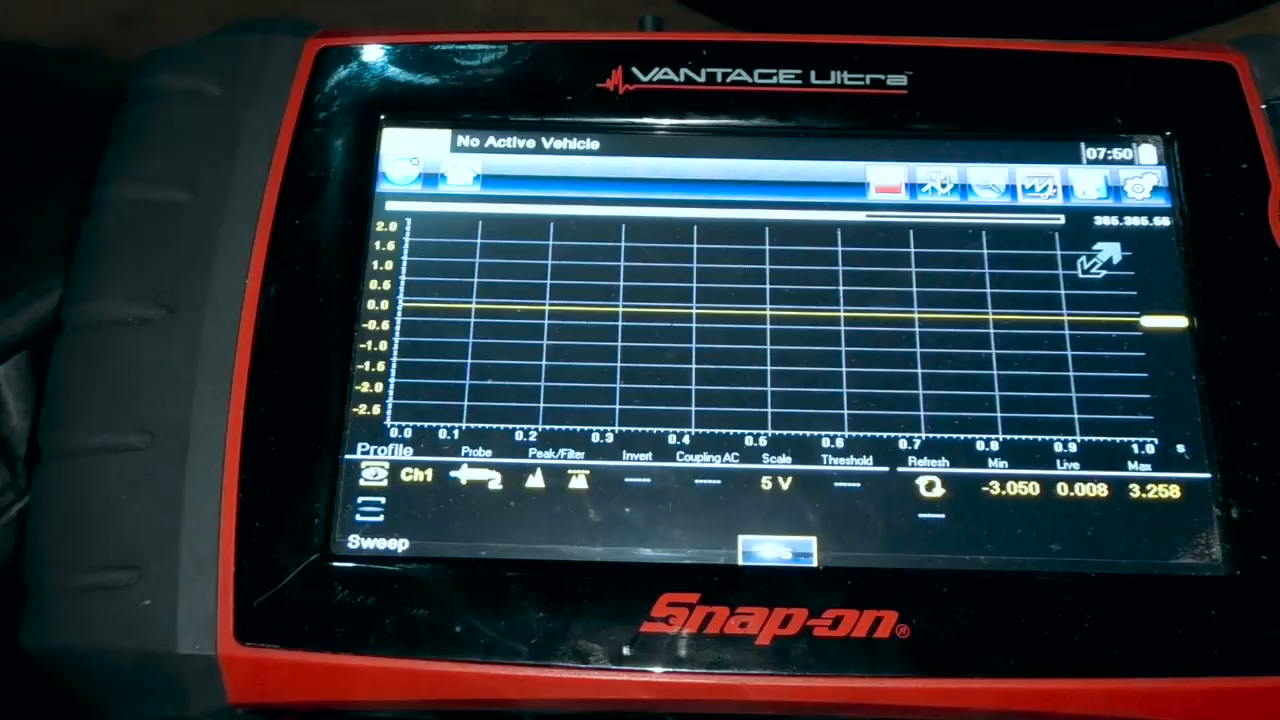 VANTAGE Ultra™
No Active Vehicle
07:50
2.0
1.5
1.0
0.5
0.0
-0.5
-1.0
-1.5
-2.0
-2.5
0.0 0.1 0.2 0.3 0.4 0.5 0.6 0.7 0.8 0.9 1.0 s
Profile Probe Peak/Filter Invert Coupling AC Scale Threshold Refresh Min Live Max
Ch1 ---- ---- 5 V ---- -3.050 0.008 3.258
----
Sweep
Snap-on®